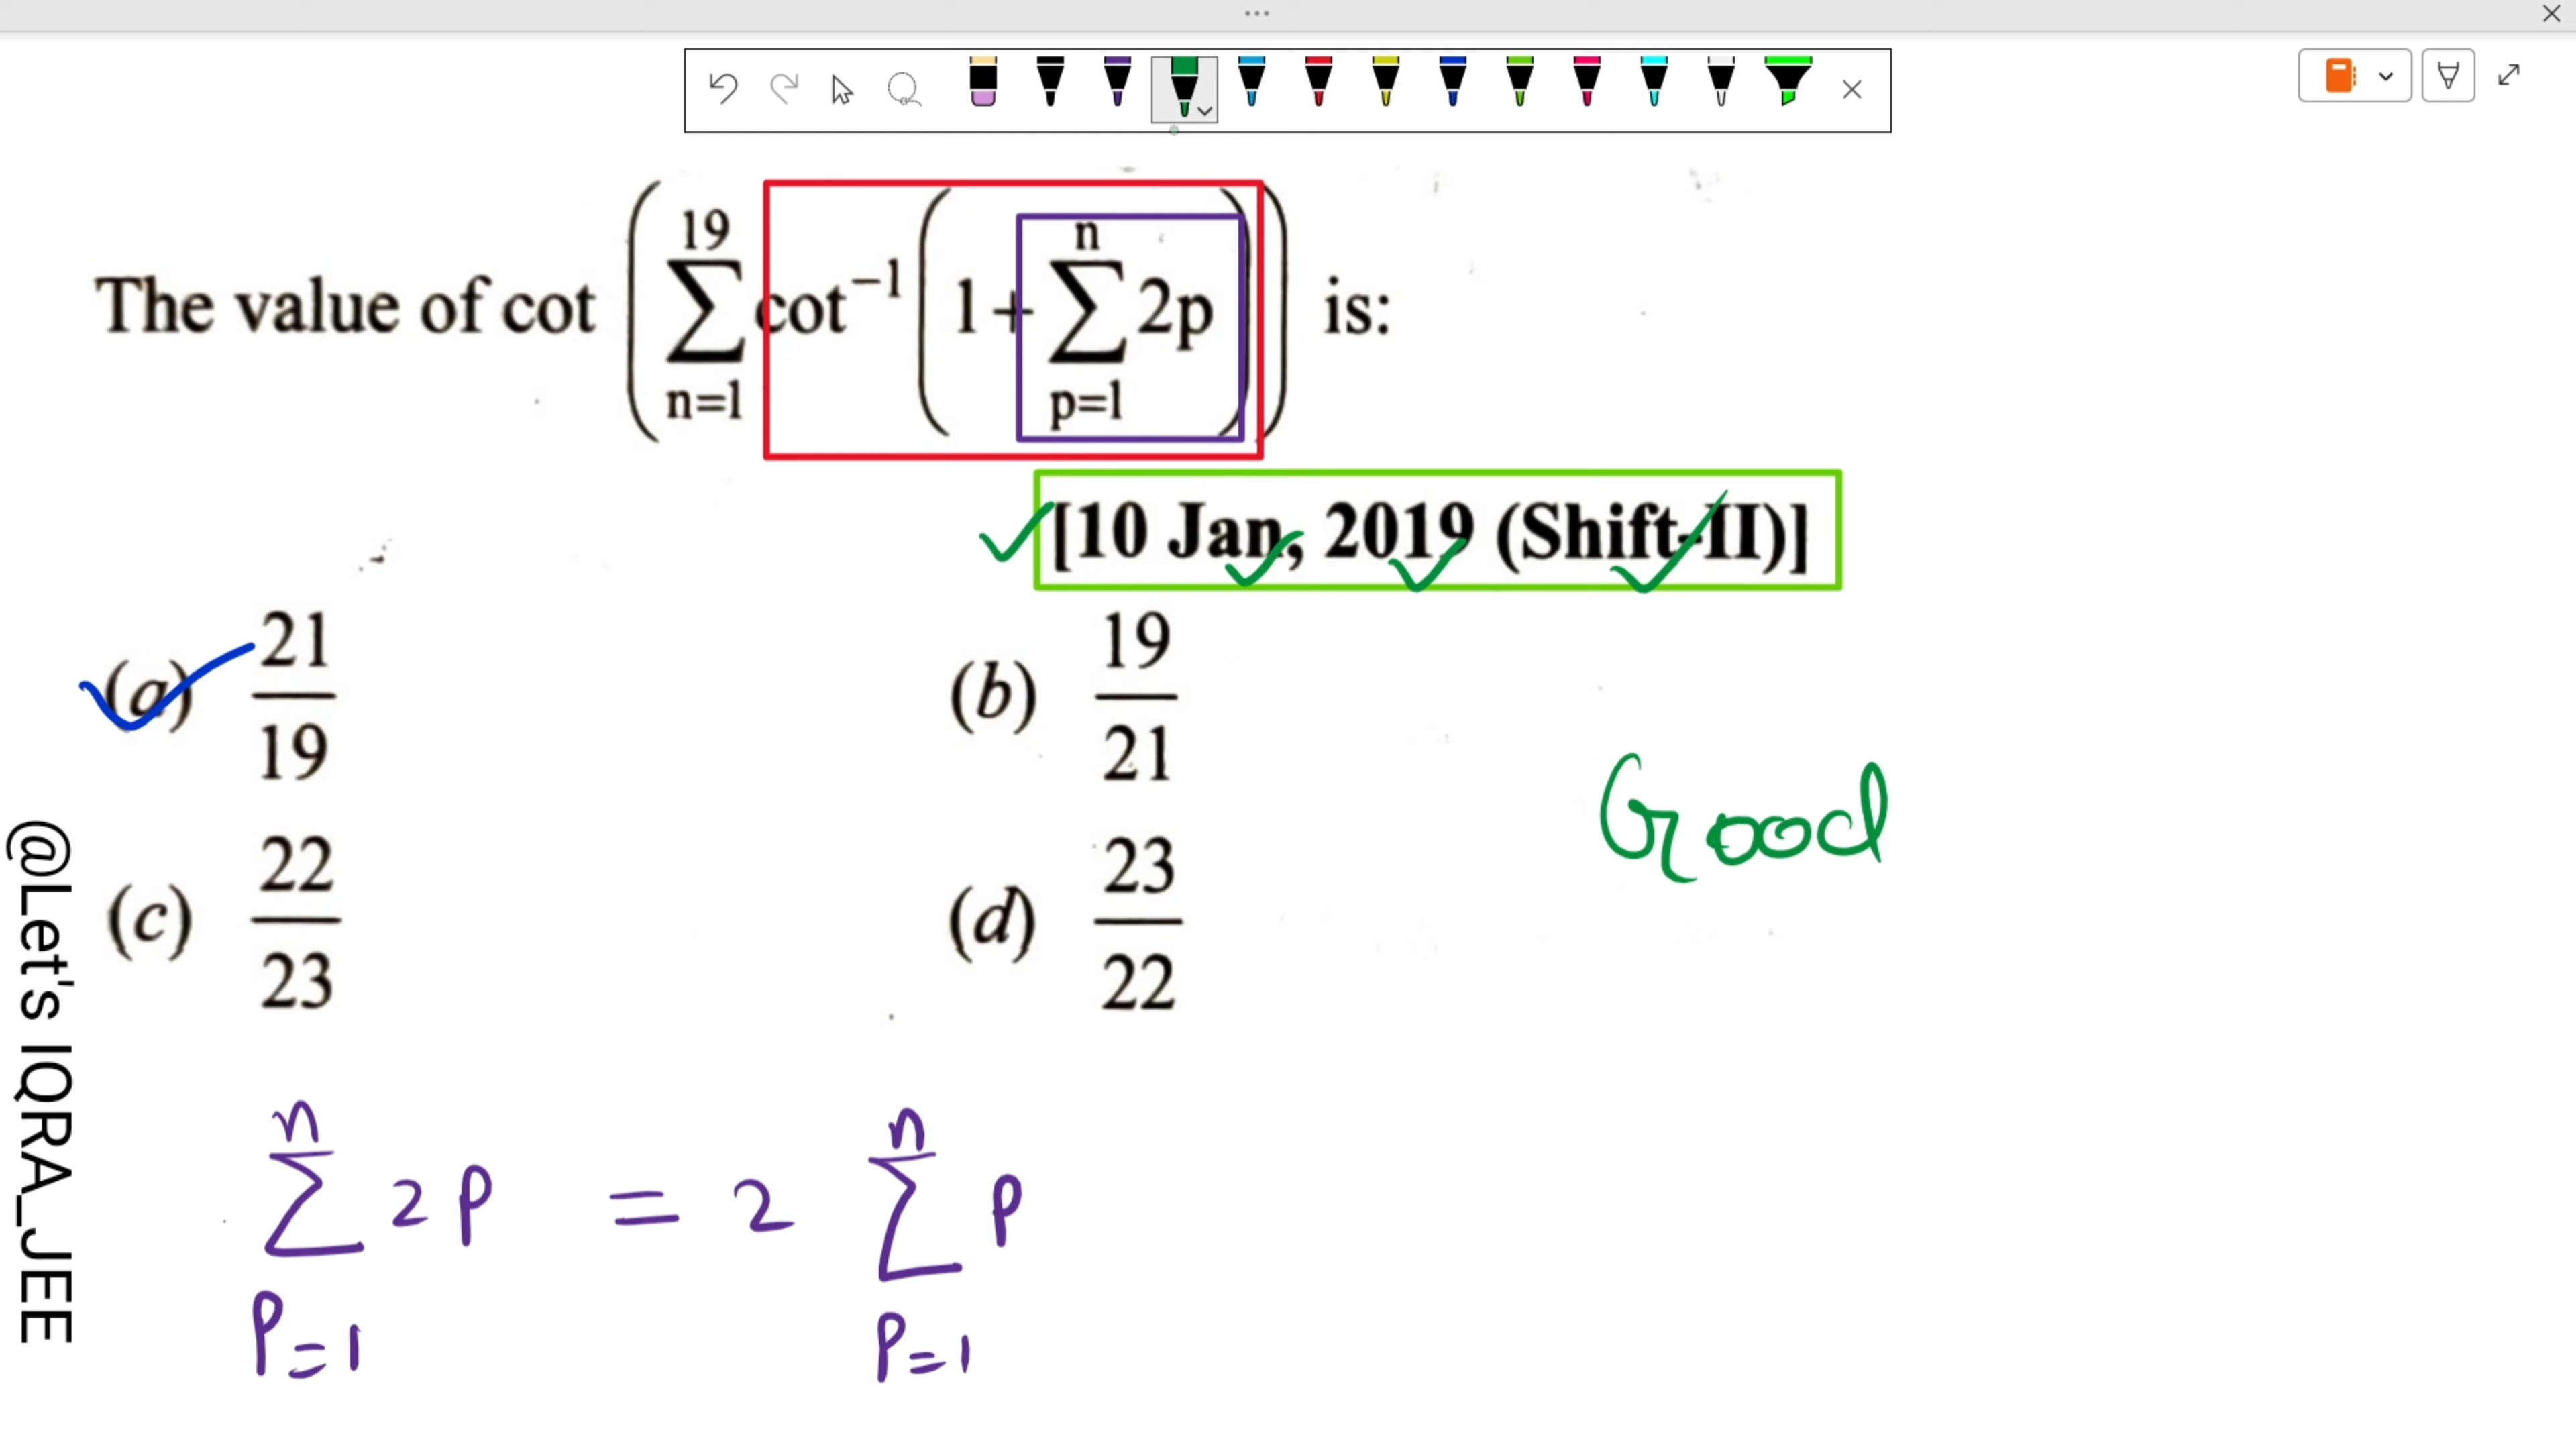 The value of cot (∑_{n=1}^{19} cot⁻¹(1+∑_{p=1}^{n} 2p)) is:
[10 Jan, 2019 (Shift-II)]
(a) 21/19
(b) 19/21
(c) 22/23
(d) 23/22
Good
∑_{P=1}^{n} 2P = 2 ∑_{P=1}^{n} P
@Let's IQRA_JEE